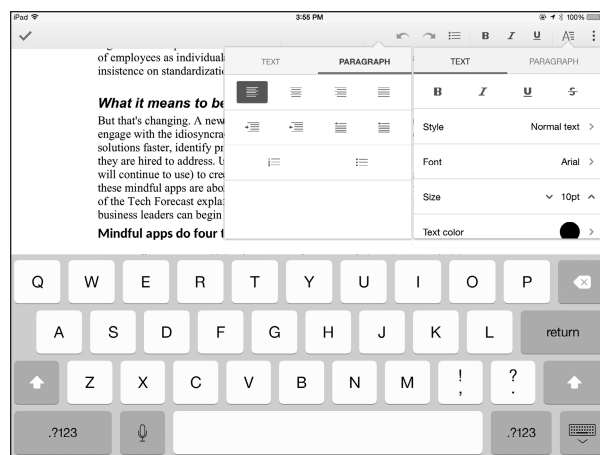 iPad 3:55 PM 100%
B I U A
of employees as individual
insistence on standardizatio
What it means to be
But that's changing. A new
engage with the idiosyncra
solutions faster, identify pr
they are hired to address. U
will continue to use) to crea
these mindful apps are abo
of the Tech Forecast explai
business leaders can begin
Mindful apps do four t
TEXT PARAGRAPH
TEXT PARAGRAPH
B I U S
Style Normal text
Font Arial
Size 10pt
Text color
Q W E R T Y U I O P
A S D F G H J K L return
Z X C V B N M ! , ? .
.?123 .?123